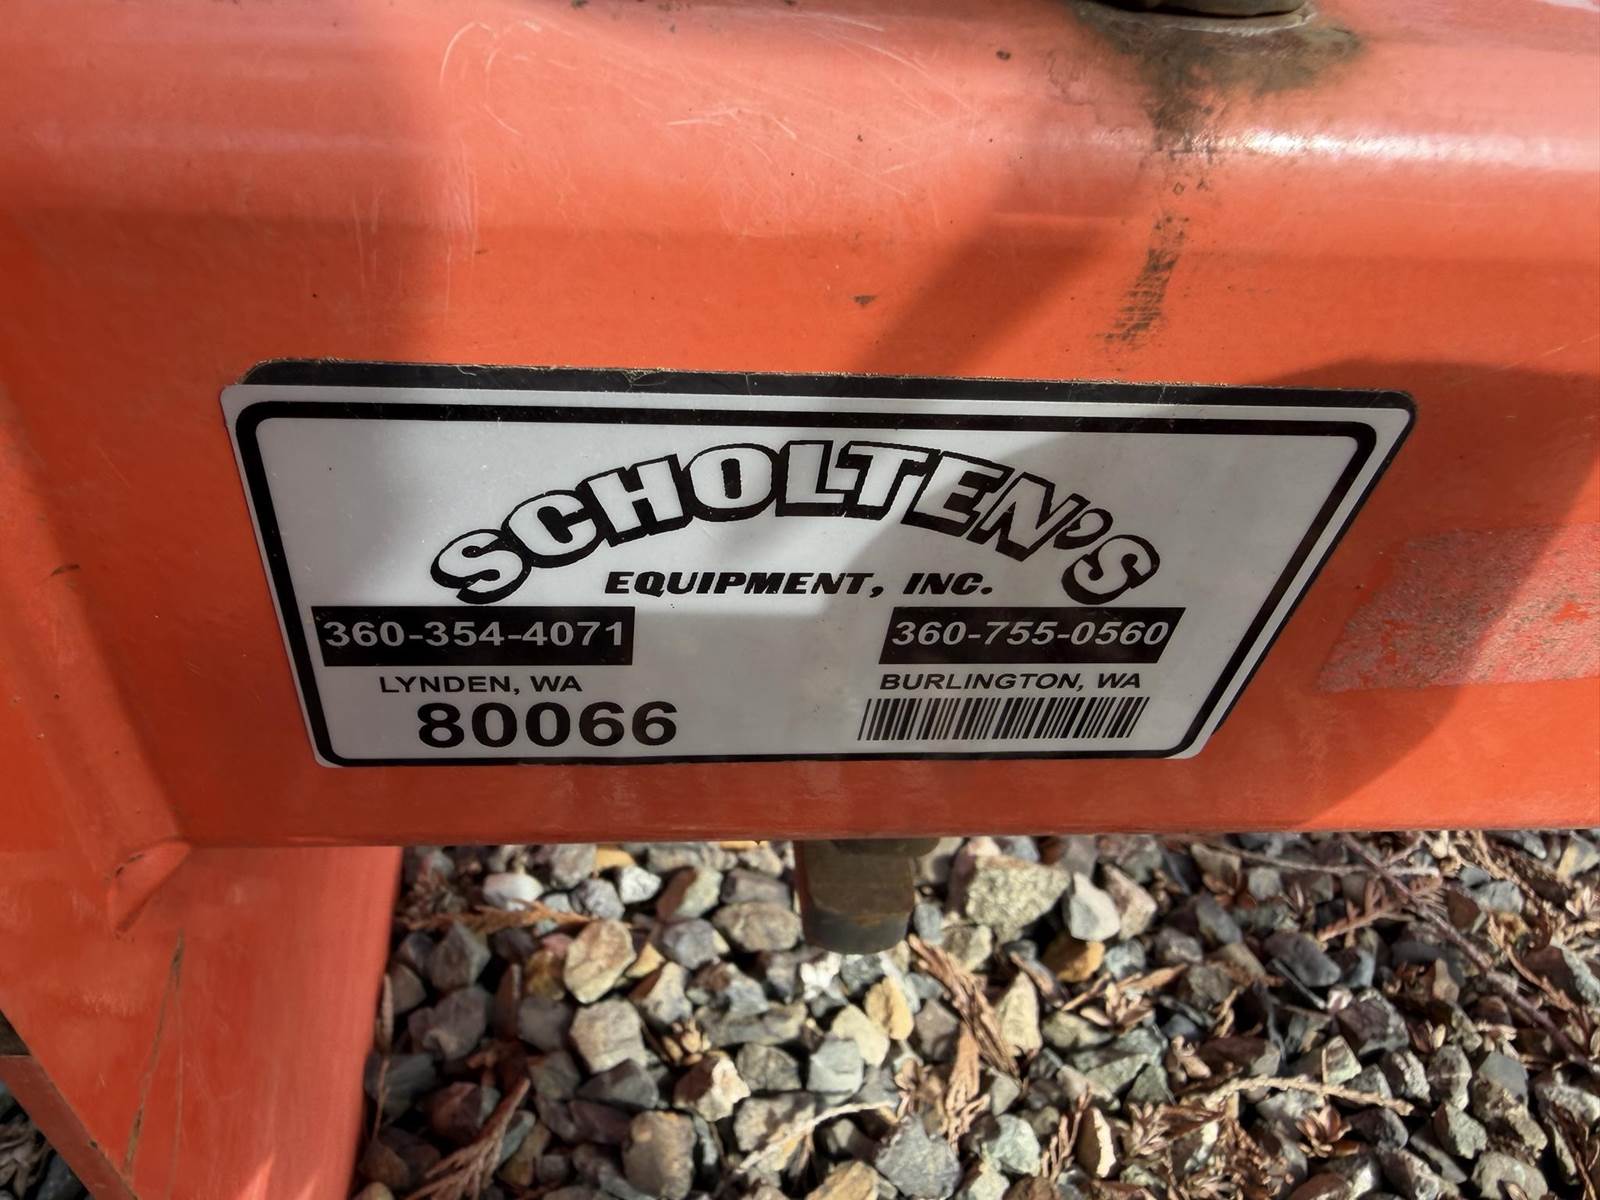 SCHOLTEN'S
EQUIPMENT, INC.
360-354-4071 360-755-0560
LYNDEN, WA BURLINGTON, WA
80066